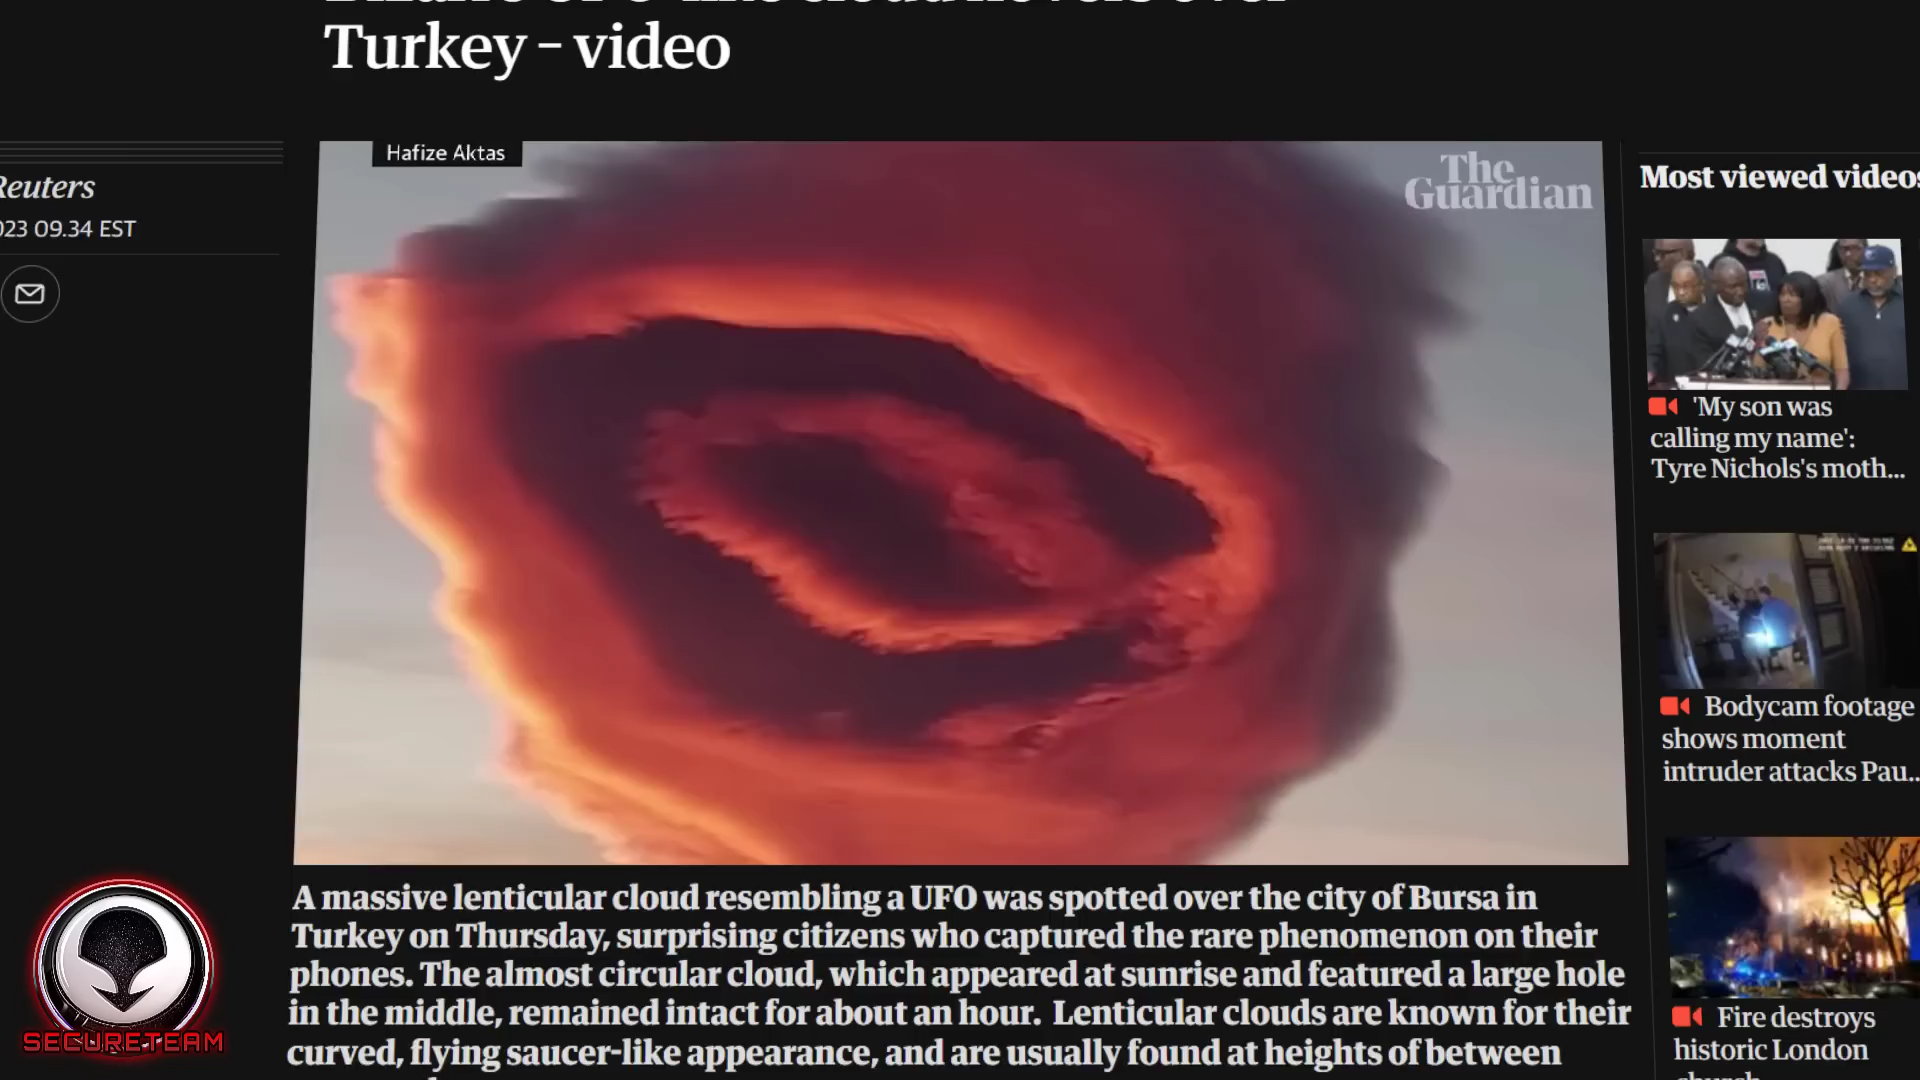 Turkey - video
Reuters
023 09.34 EST
Hafize Aktas
The
Guardian
A massive lenticular cloud resembling a UFO was spotted over the city of Bursa in
Turkey on Thursday, surprising citizens who captured the rare phenomenon on their
phones. The almost circular cloud, which appeared at sunrise and featured a large hole
in the middle, remained intact for about an hour. Lenticular clouds are known for their
curved, flying saucer-like appearance, and are usually found at heights of between
Most viewed videos
'My son was
calling my name':
Tyre Nichols's moth...
Bodycam footage
shows moment
intruder attacks Pau..
Fire destroys
historic London
SECURETEAM